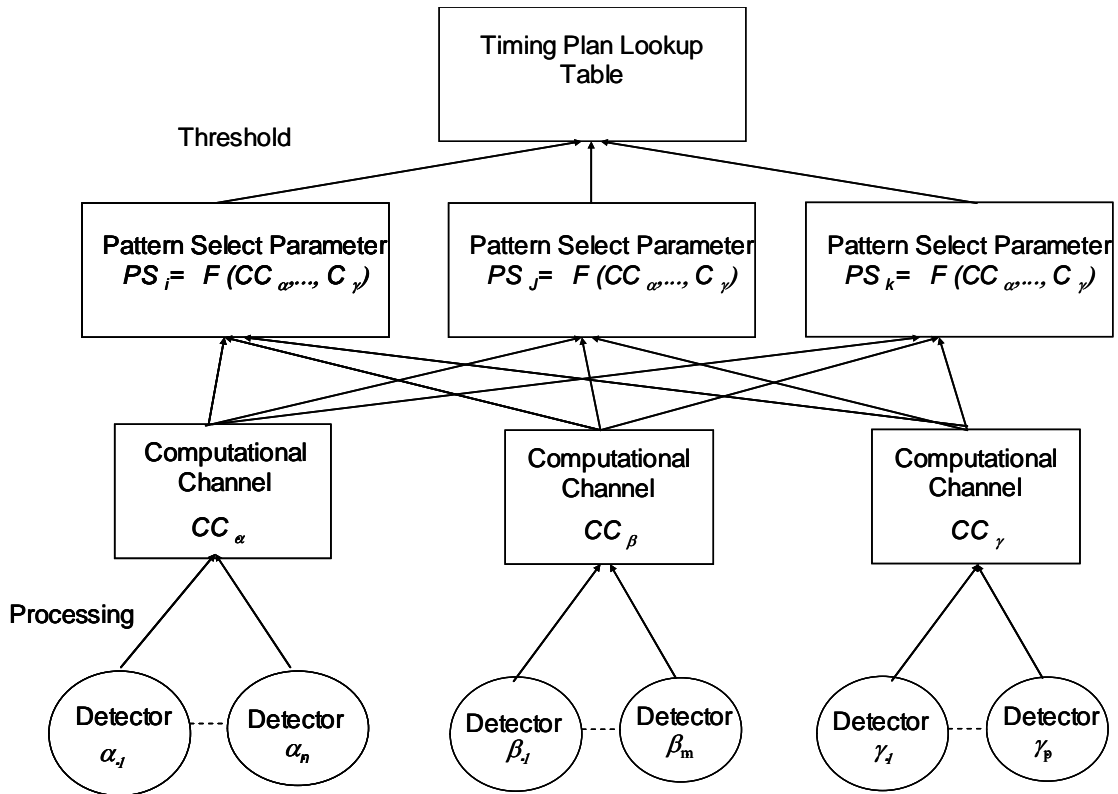 Timing Plan Lookup
Table
Threshold
Pattern Select Parameter
PS i = F (CC α,..., C γ)
Pattern Select Parameter
PS J = F (CC α,..., C γ)
Pattern Select Parameter
PS k = F (CC α,..., C γ)
Computational
Channel
CC α
Computational
Channel
CC β
Computational
Channel
CC γ
Processing
Detector
α-1
Detector
αn
Detector
β-1
Detector
βm
Detector
γ-1
Detector
γp